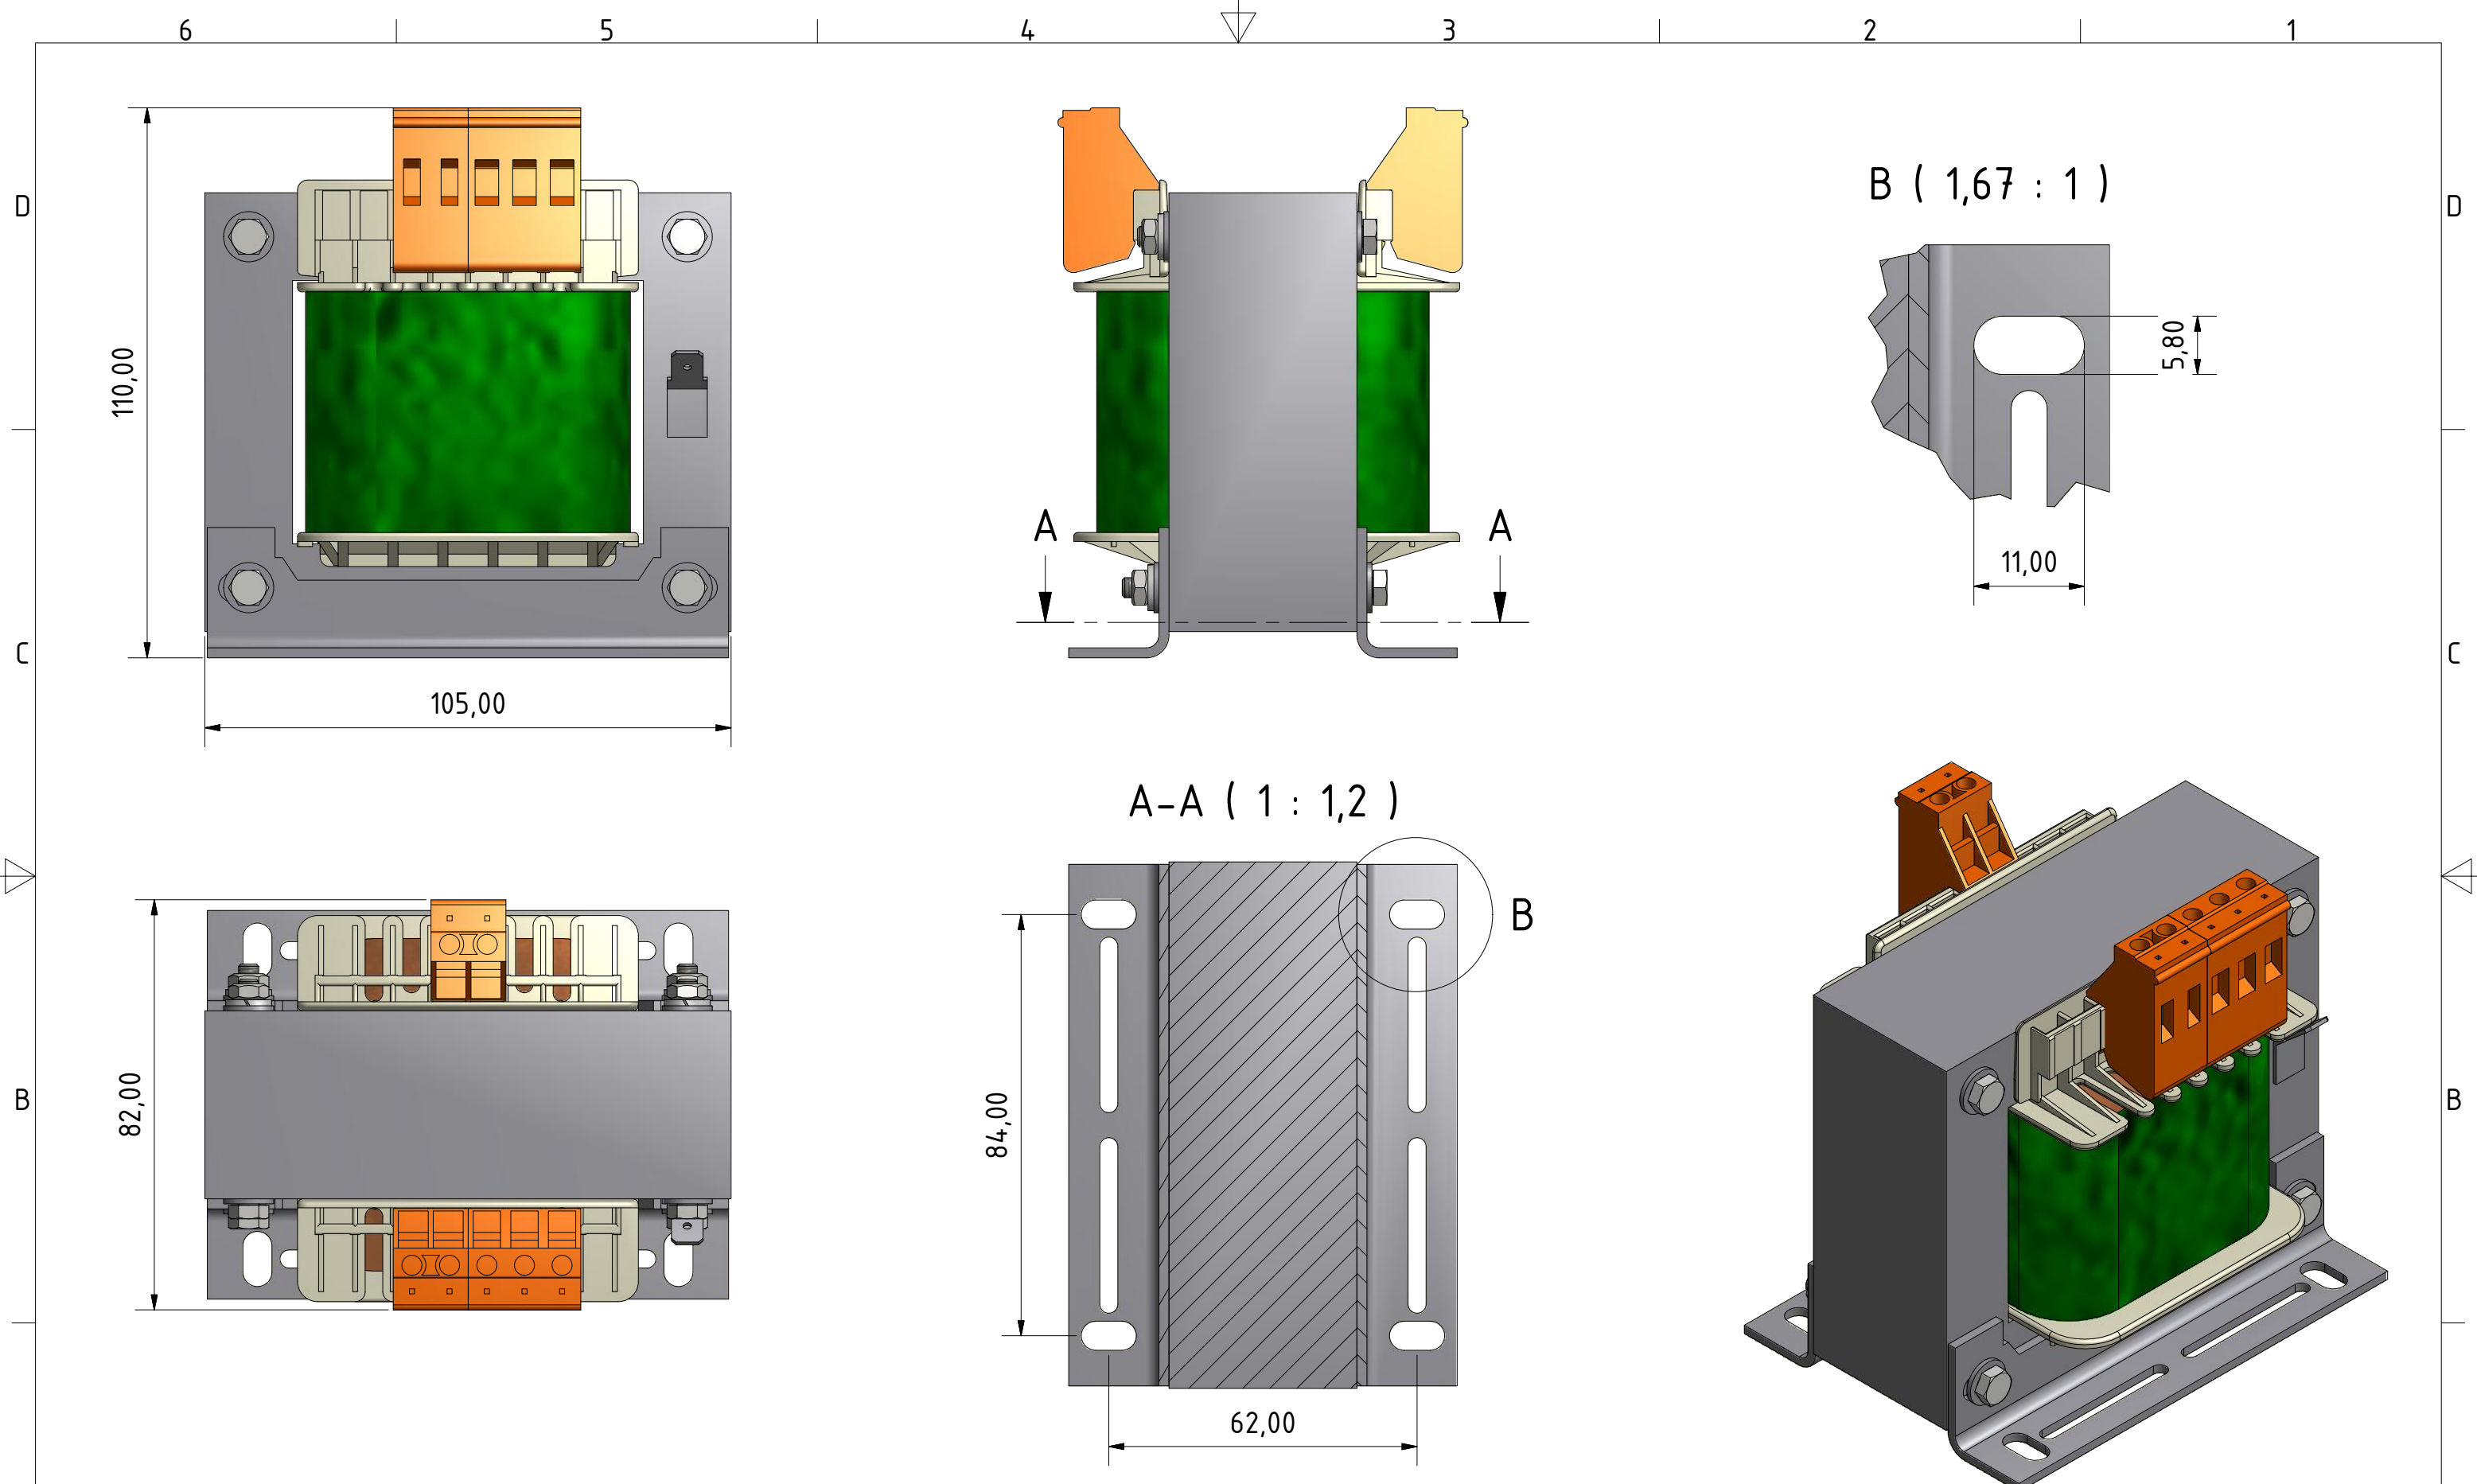 6 5 4 3 2 1
D D
110,00
B ( 1,67 : 1 )
5,80
11,00
A A
C C
105,00
A-A ( 1 : 1,2 )
B
82,00
84,00
B B
62,00